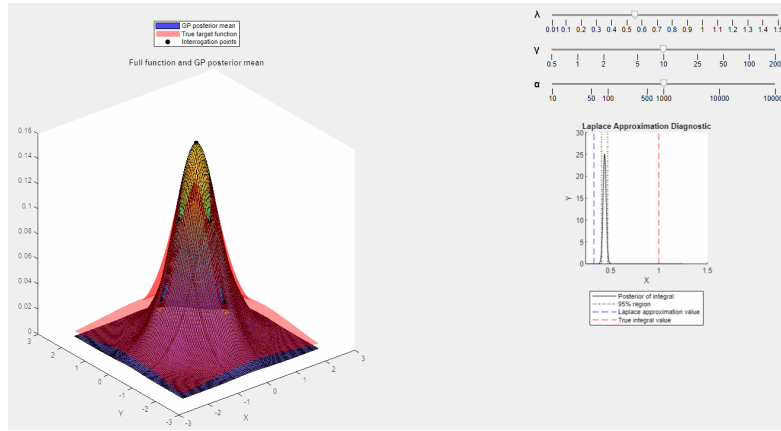 GP posterior mean
True target function
Interrogation points
Full function and GP posterior mean
0.16
0.14
0.12
0.1
0.08
0.06
0.04
0.02
0
3
2
1
0
-1
-2
-3
Y
-3
-2
-1
0
1
2
3
X
λ
0.01 0.1 0.2 0.3 0.4 0.5 0.6 0.7 0.8 0.9 1 1.1 1.2 1.3 1.4 1.5
γ
0.5 1 2 5 10 25 50 100 200
α
10 50 100 500 1000 10000 10000
Laplace Approximation Diagnostic
30
25
20
15
10
5
0
Y
0.5 1 1.5
X
Posterior of integral
95% region
Laplace approximation value
True integral value